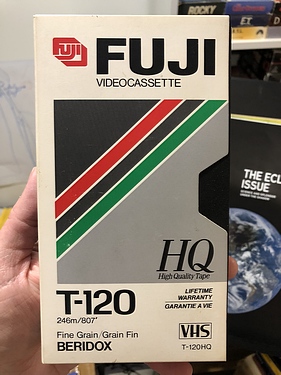 ROCKY
E.T.
FUJI
FUJI
VIDEOCASSETTE
THE ECL
ISSUE
HQ
High Quality Tape
T-120
246m/807'
LIFETIME
WARRANTY
GARANTIE A VIE
Fine Grain/Grain Fin
BERIDOX
VHS
T-120HQ